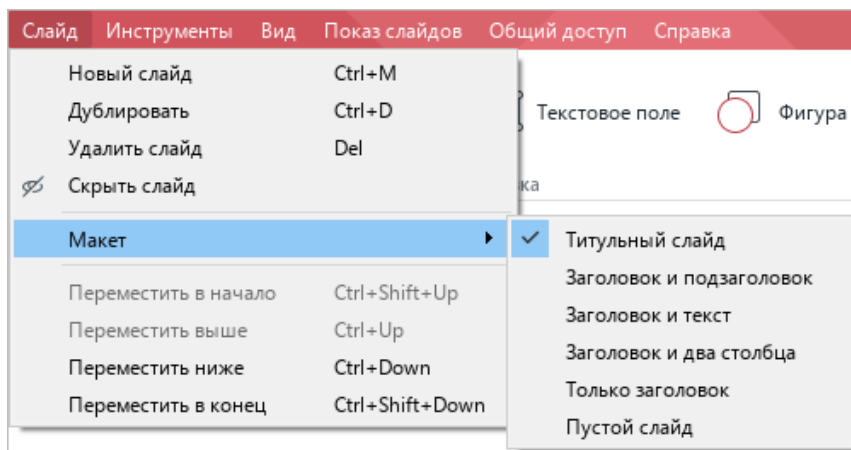 Слайд Инструменты Вид Показ слайдов Общий доступ Справка
Новый слайд Ctrl+M
Дублировать Ctrl+D
Удалить слайд Del
Скрыть слайд
Макет
Переместить в начало Ctrl+Shift+Up
Переместить выше Ctrl+Up
Переместить ниже Ctrl+Down
Переместить в конец Ctrl+Shift+Down
Текстовое поле Фигура
ка
Титульный слайд
Заголовок и подзаголовок
Заголовок и текст
Заголовок и два столбца
Только заголовок
Пустой слайд